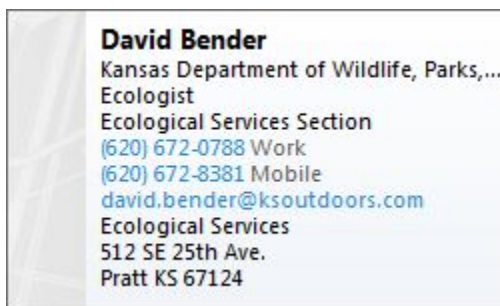 David Bender
Kansas Department of Wildlife, Parks,...
Ecologist
Ecological Services Section
(620) 672-0788 Work
(620) 672-8381 Mobile
david.bender@ksoutdoors.com
Ecological Services
512 SE 25th Ave.
Pratt KS 67124